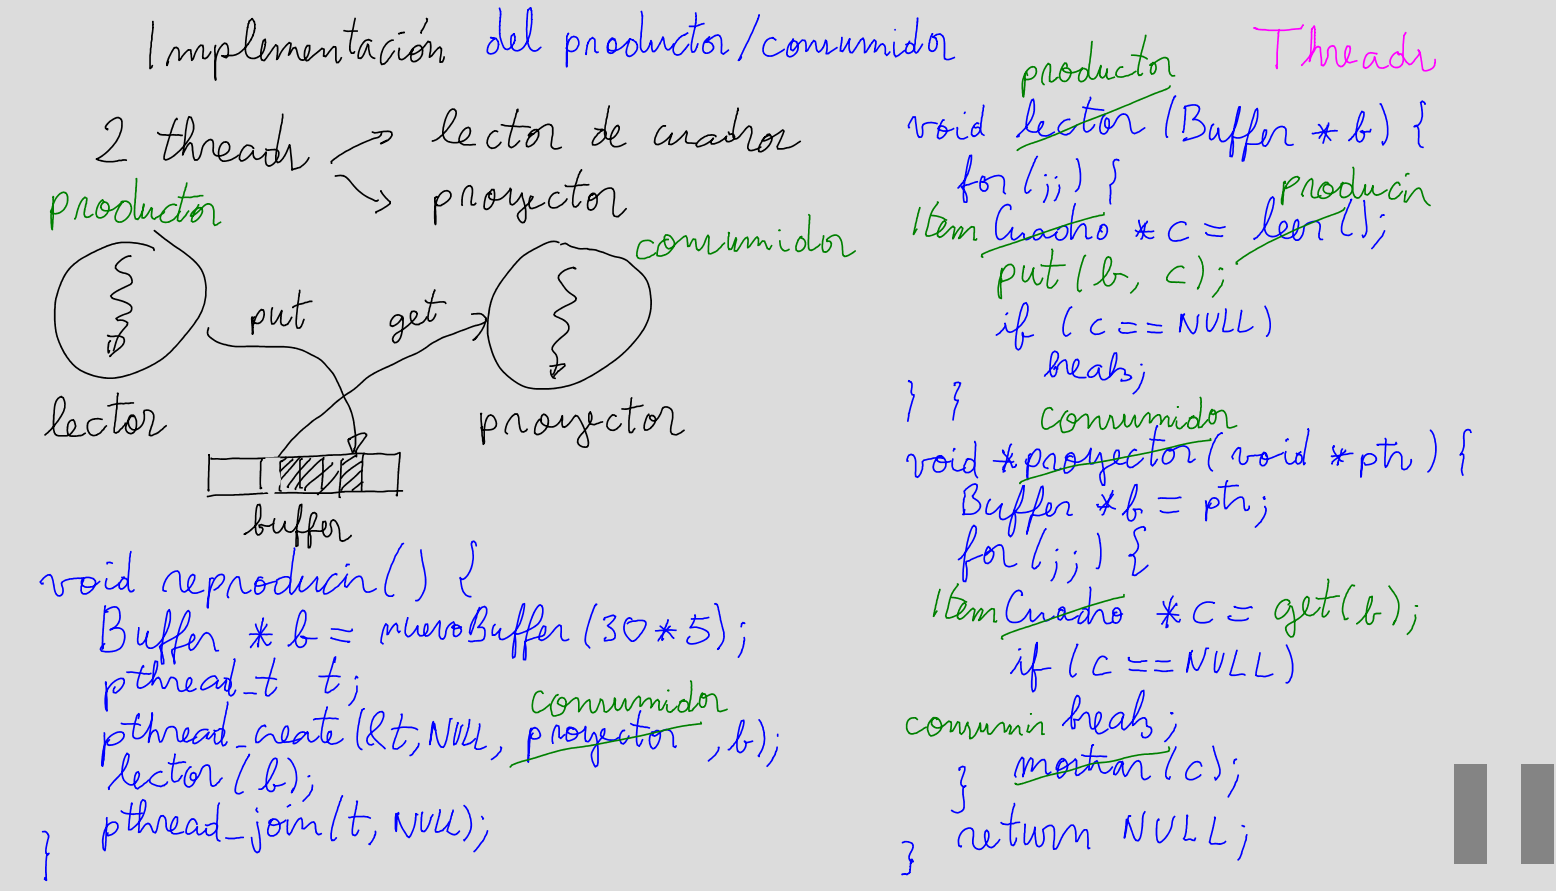 Implementación del productor/consumidor
Threads
2 threads
lector de cuadros
proyector
productor
consumidor
put
get
lector
proyector
buffer
void reproducir() {
Buffer * b = nuevoBuffer(30*5);
pthread_t t;
consumidor
pthread_create(&t, NULL, proyector, b);
lector(b);
pthread_join(t, NULL);
}
productor
void lector(Buffer * b) {
for (;;) {
producir
Item Cuadro * c = leer();
put(b, c);
if (c == NULL)
break;
} }
consumidor
void *proyector(void *ptr) {
Buffer *b = ptr;
for (;;) {
Item Cuadro * c = get(b);
if (c == NULL)
consumir break;
} mostrar(c);
return NULL;
}